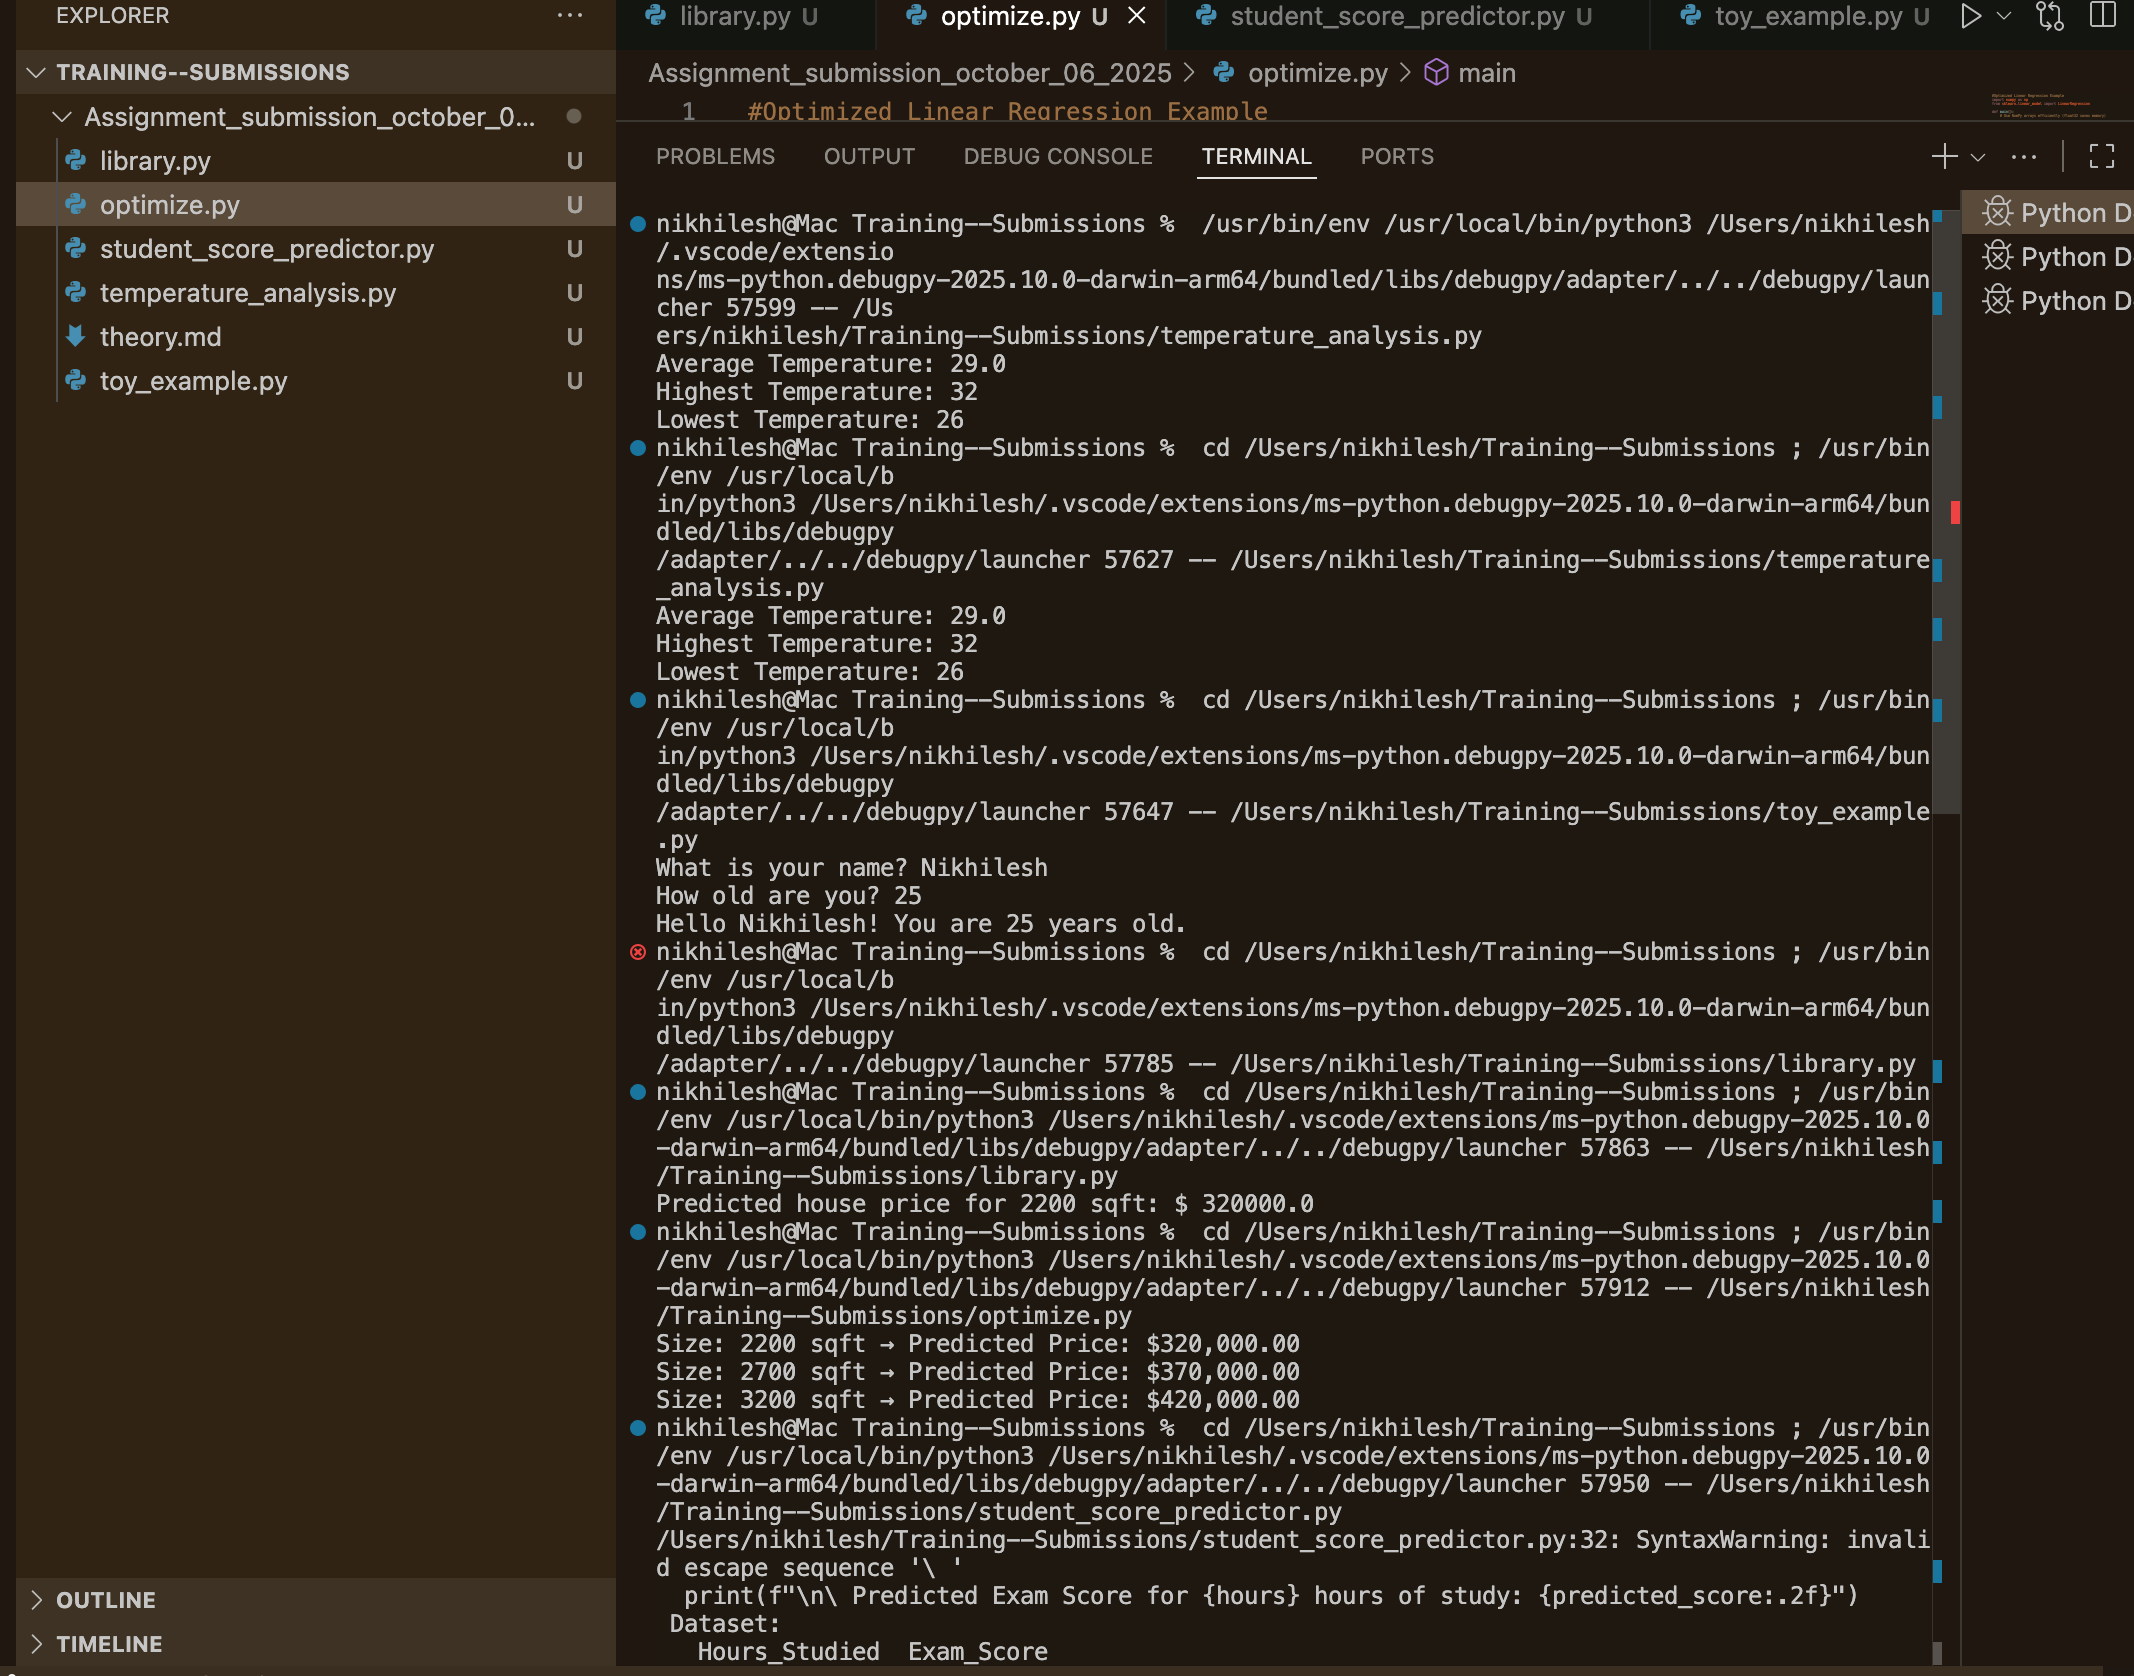 EXPLORER
TRAINING--SUBMISSIONS
Assignment_submission_october_0...
library.py U
optimize.py U
student_score_predictor.py U
temperature_analysis.py U
theory.md U
toy_example.py U
OUTLINE
TIMELINE
library.py U optimize.py U student_score_predictor.py U toy_example.py U
Assignment_submission_october_06_2025 > optimize.py > main
1 #Optimized Linear Regression Example
PROBLEMS OUTPUT DEBUG CONSOLE TERMINAL PORTS
nikhilesh@Mac Training--Submissions %  /usr/bin/env /usr/local/bin/python3 /Users/nikhilesh
/.vscode/extensio
ns/ms-python.debugpy-2025.10.0-darwin-arm64/bundled/libs/debugpy/adapter/../../debugpy/laun
cher 57599 -- /Us
ers/nikhilesh/Training--Submissions/temperature_analysis.py
Average Temperature: 29.0
Highest Temperature: 32
Lowest Temperature: 26
nikhilesh@Mac Training--Submissions %  cd /Users/nikhilesh/Training--Submissions ; /usr/bin
/env /usr/local/b
in/python3 /Users/nikhilesh/.vscode/extensions/ms-python.debugpy-2025.10.0-darwin-arm64/bun
dled/libs/debugpy
/adapter/../../debugpy/launcher 57627 -- /Users/nikhilesh/Training--Submissions/temperature
_analysis.py
Average Temperature: 29.0
Highest Temperature: 32
Lowest Temperature: 26
nikhilesh@Mac Training--Submissions %  cd /Users/nikhilesh/Training--Submissions ; /usr/bin
/env /usr/local/b
in/python3 /Users/nikhilesh/.vscode/extensions/ms-python.debugpy-2025.10.0-darwin-arm64/bun
dled/libs/debugpy
/adapter/../../debugpy/launcher 57647 -- /Users/nikhilesh/Training--Submissions/toy_example
.py
What is your name? Nikhilesh
How old are you? 25
Hello Nikhilesh! You are 25 years old.
nikhilesh@Mac Training--Submissions %  cd /Users/nikhilesh/Training--Submissions ; /usr/bin
/env /usr/local/b
in/python3 /Users/nikhilesh/.vscode/extensions/ms-python.debugpy-2025.10.0-darwin-arm64/bun
dled/libs/debugpy
/adapter/../../debugpy/launcher 57785 -- /Users/nikhilesh/Training--Submissions/library.py
nikhilesh@Mac Training--Submissions %  cd /Users/nikhilesh/Training--Submissions ; /usr/bin
/env /usr/local/bin/python3 /Users/nikhilesh/.vscode/extensions/ms-python.debugpy-2025.10.0
-darwin-arm64/bundled/libs/debugpy/adapter/../../debugpy/launcher 57863 -- /Users/nikhilesh
/Training--Submissions/library.py
Predicted house price for 2200 sqft: $ 320000.0
nikhilesh@Mac Training--Submissions %  cd /Users/nikhilesh/Training--Submissions ; /usr/bin
/env /usr/local/bin/python3 /Users/nikhilesh/.vscode/extensions/ms-python.debugpy-2025.10.0
-darwin-arm64/bundled/libs/debugpy/adapter/../../debugpy/launcher 57912 -- /Users/nikhilesh
/Training--Submissions/optimize.py
Size: 2200 sqft → Predicted Price: $320,000.00
Size: 2700 sqft → Predicted Price: $370,000.00
Size: 3200 sqft → Predicted Price: $420,000.00
nikhilesh@Mac Training--Submissions %  cd /Users/nikhilesh/Training--Submissions ; /usr/bin
/env /usr/local/bin/python3 /Users/nikhilesh/.vscode/extensions/ms-python.debugpy-2025.10.0
-darwin-arm64/bundled/libs/debugpy/adapter/../../debugpy/launcher 57950 -- /Users/nikhilesh
/Training--Submissions/student_score_predictor.py
/Users/nikhilesh/Training--Submissions/student_score_predictor.py:32: SyntaxWarning: invali
d escape sequence '\ '
  print(f"\n\ Predicted Exam Score for {hours} hours of study: {predicted_score:.2f}")
 Dataset:
   Hours_Studied  Exam_Score
Python D
Python D
Python D